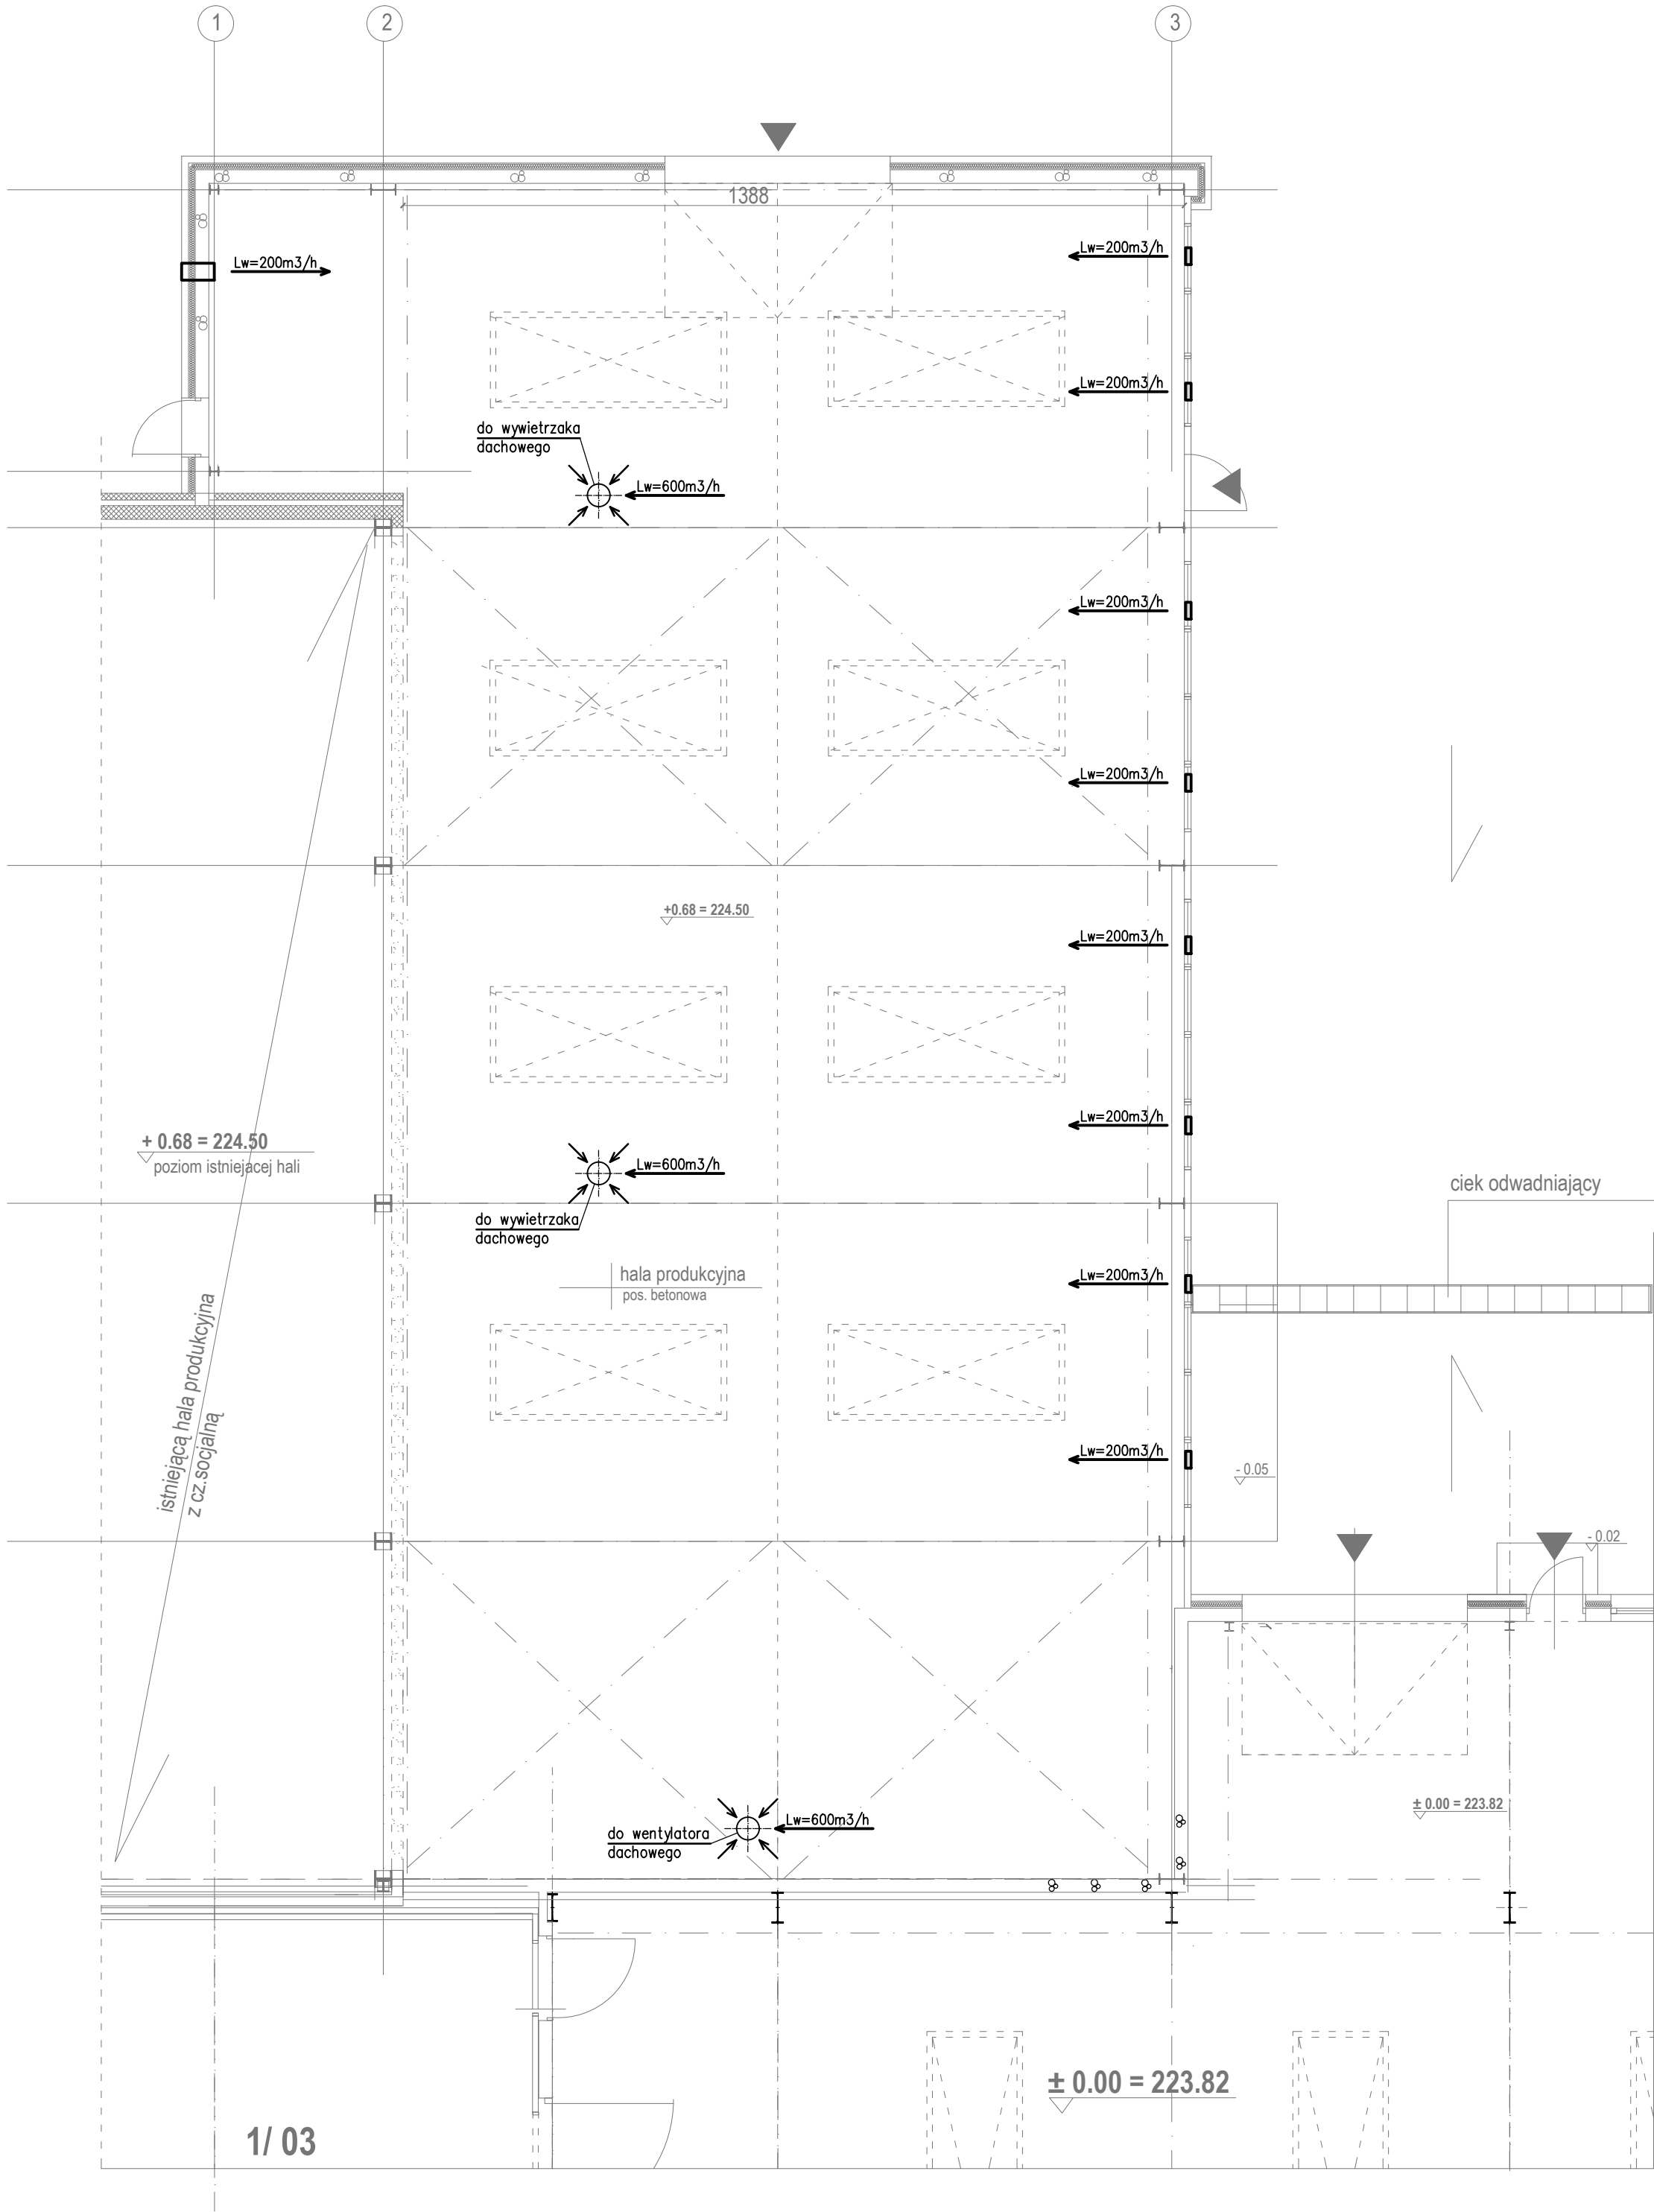 1
2
3
1388
Lw=200m3/h
Lw=200m3/h
Lw=200m3/h
do wywietrzaka
dachowego
Lw=600m3/h
Lw=200m3/h
Lw=200m3/h
+0.68 = 224.50
Lw=200m3/h
Lw=200m3/h
+ 0.68 = 224.50
poziom istniejacej hali
Lw=600m3/h
do wywietrzaka
dachowego
ciek odwadniający
hala produkcyjna
pos. betonowa
Lw=200m3/h
istniejącą hala produkcyjna
z cz.socjalną
Lw=200m3/h
- 0.05
- 0.02
± 0.00 = 223.82
Lw=600m3/h
do wentylatora
dachowego
± 0.00 = 223.82
1/ 03